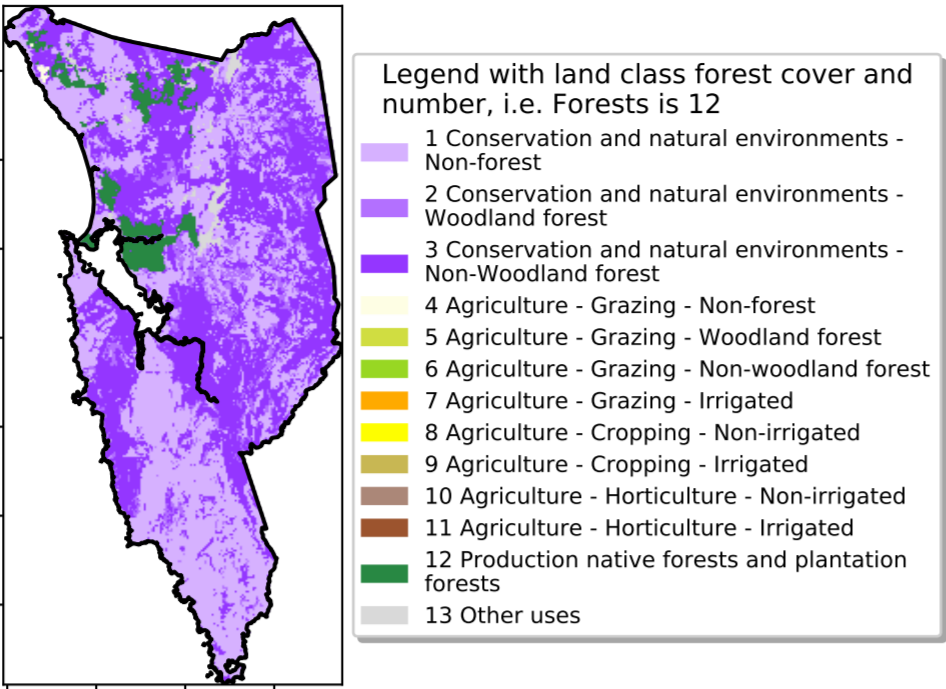 Legend with land class forest cover and
number, i.e. Forests is 12
1 Conservation and natural environments -
Non-forest
2 Conservation and natural environments -
Woodland forest
3 Conservation and natural environments -
Non-Woodland forest
4 Agriculture - Grazing - Non-forest
5 Agriculture - Grazing - Woodland forest
6 Agriculture - Grazing - Non-woodland forest
7 Agriculture - Grazing - Irrigated
8 Agriculture - Cropping - Non-irrigated
9 Agriculture - Cropping - Irrigated
10 Agriculture - Horticulture - Non-irrigated
11 Agriculture - Horticulture - Irrigated
12 Production native forests and plantation
forests
13 Other uses